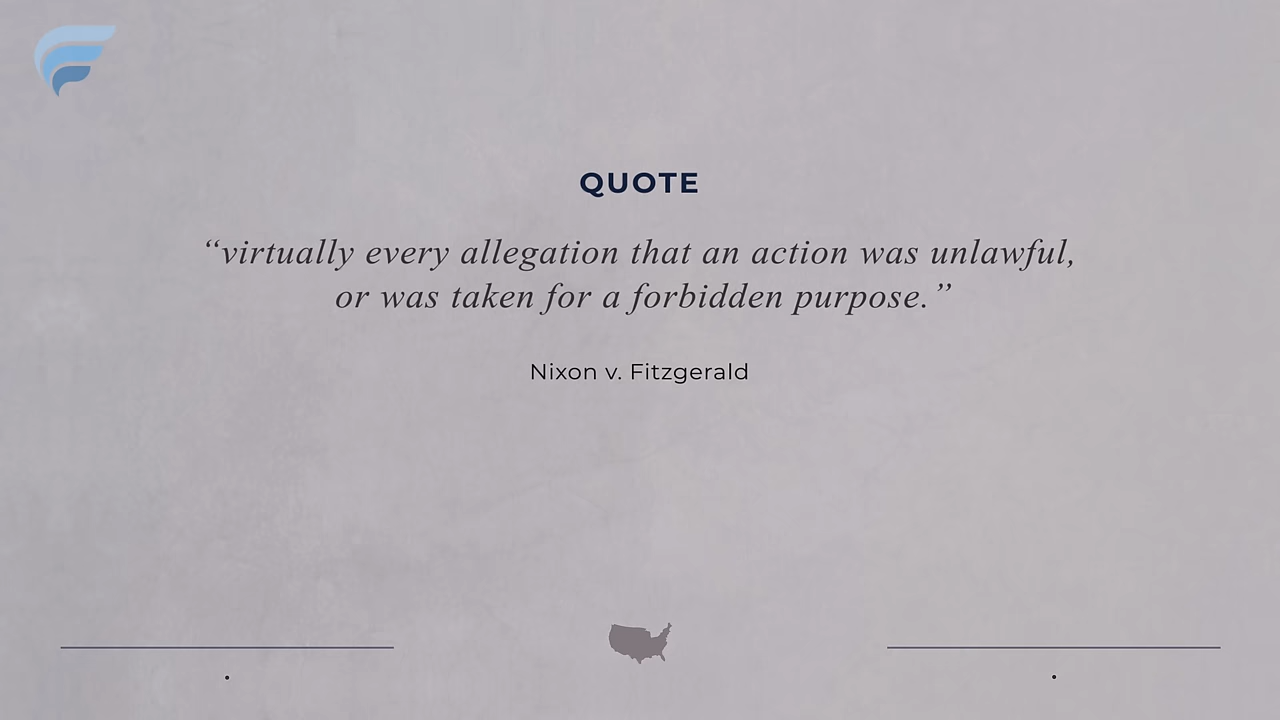 QUOTE
“virtually every allegation that an action was unlawful,
or was taken for a forbidden purpose.”
Nixon v. Fitzgerald